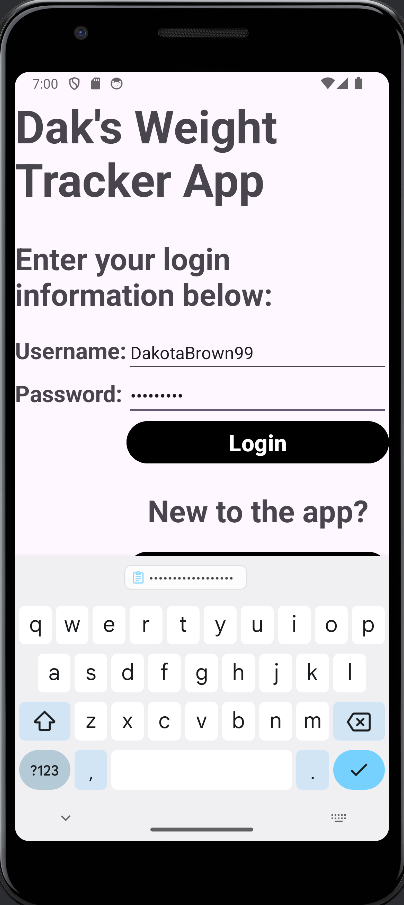 7:00
Dak's Weight
Tracker App
Enter your login
information below:
Username: DakotaBrown99
Password: •••••••••
Login
New to the app?
••••••••••••••••••
q w e r t y u i o p
a s d f g h j k l
z x c v b n m
?123 , .